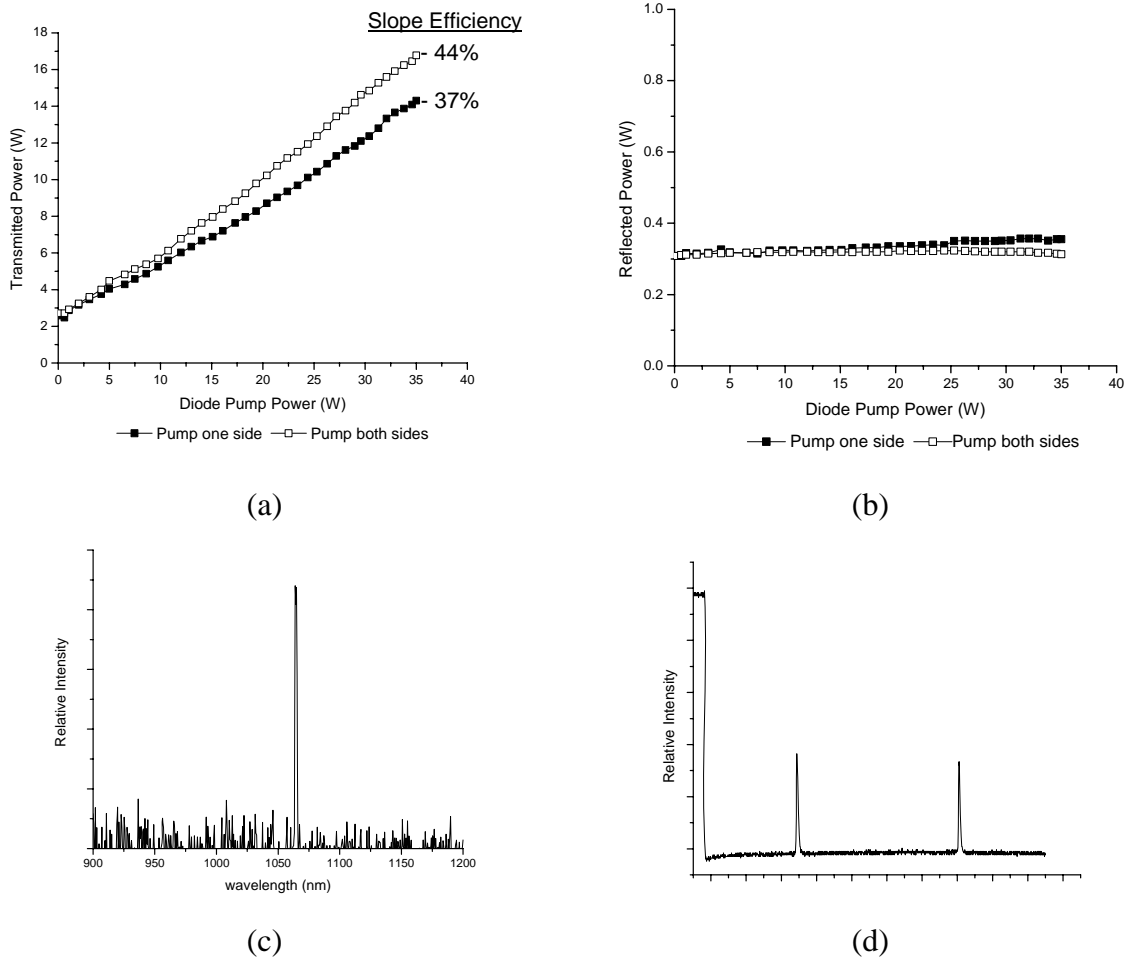 Slope Efficiency
18
16
14
12
10
8
6
4
2
0
- 44%
- 37%
Transmitted Power (W)
0 5 10 15 20 25 30 35 40
Diode Pump Power (W)
Pump one side Pump both sides
(a)
1.0
0.8
0.6
0.4
0.2
0.0
Reflected Power (W)
0 5 10 15 20 25 30 35 40
Diode Pump Power (W)
Pump one side Pump both sides
(b)
Relative Intensity
900 950 1000 1050 1100 1150 1200
wavelength (nm)
(c)
Relative Intensity
(d)